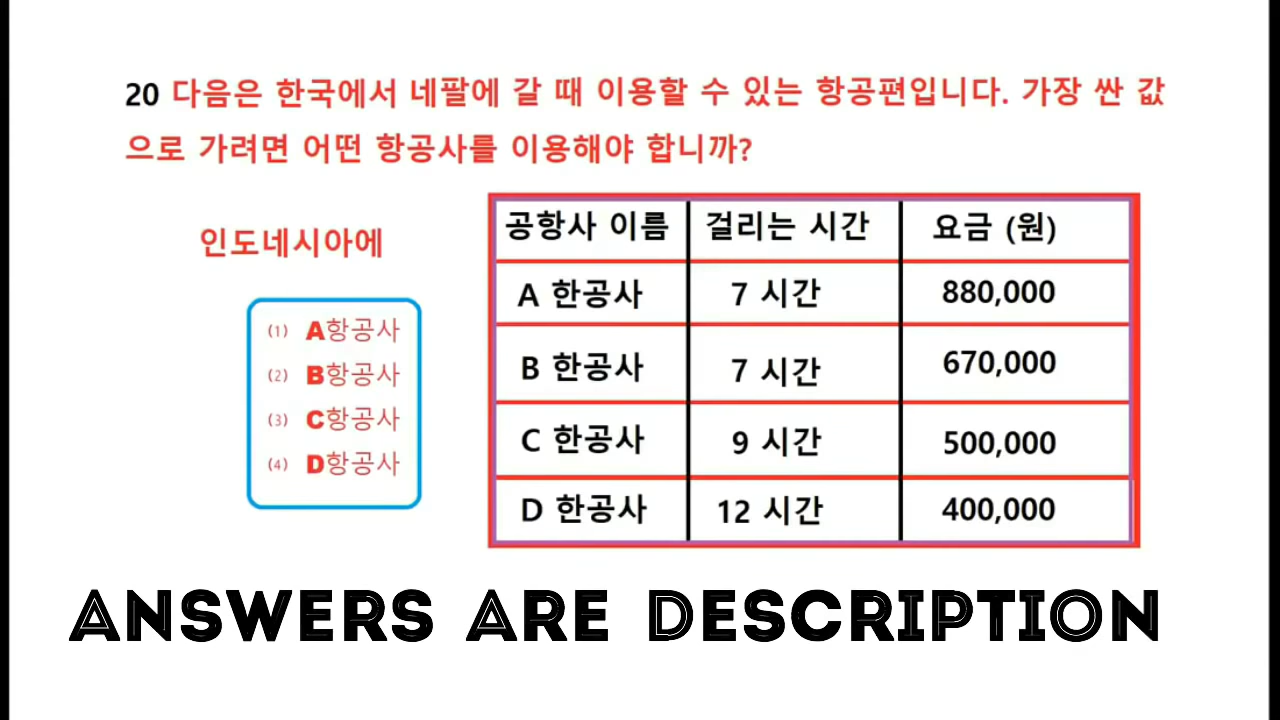 20 다음은 한국에서 네팔에 갈 때 이용할 수 있는 항공편입니다. 가장 싼 값
으로 가려면 어떤 항공사를 이용해야 합니까?
인도네시아에
(1) A항공사
(2) B항공사
(3) C항공사
(4) D항공사
공항사 이름 걸리는 시간 요금 (원)
A 한공사 7 시간 880,000
B 한공사 7 시간 670,000
C 한공사 9 시간 500,000
D 한공사 12 시간 400,000
ANSWERS ARE DESCRIPTION